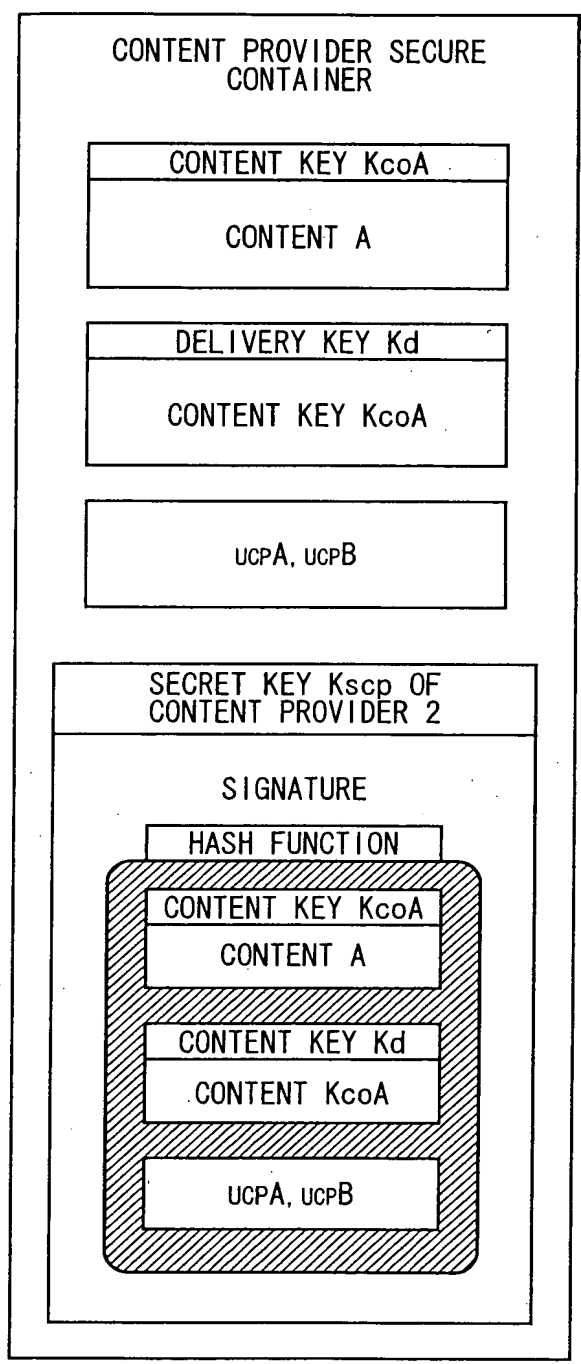 CONTENT PROVIDER SECURE
CONTAINER
CONTENT KEY KcoA
CONTENT A
DELIVERY KEY Kd
CONTENT KEY KcoA
UCPA, UCPB
SECRET KEY Kscp OF
CONTENT PROVIDER 2
SIGNATURE
HASH FUNCTION
CONTENT KEY KcoA
CONTENT A
CONTENT KEY Kd
CONTENT KcoA
UCPA, UCPB